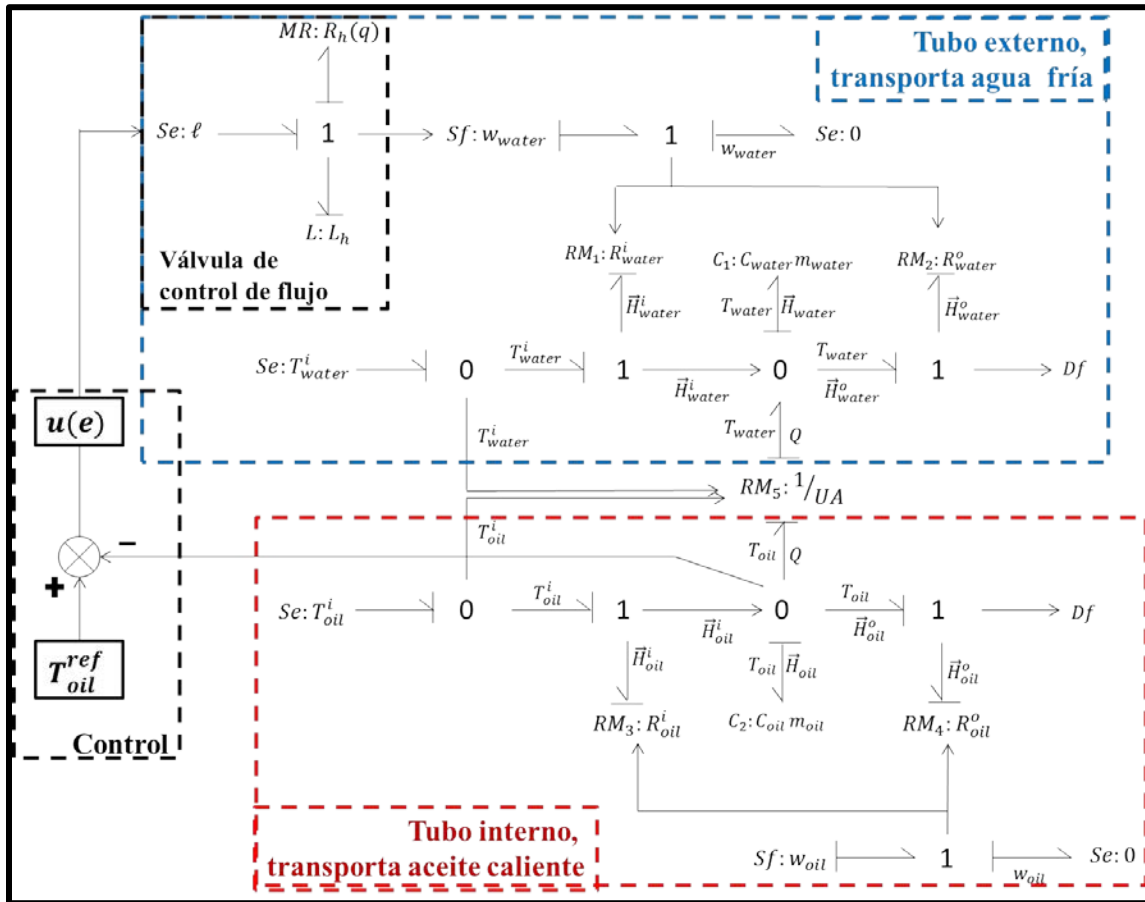 MR: R_h(q)
Tubo externo,
transporta agua fría
Se: ℓ
1
Sf: w_water
1
w_water
Se: 0
L: L_h
Válvula de
control de flujo
RM_1: R^i_water
C_1: C_water m_water
RM_2: R^o_water
H⃗^i_water
T_water
H⃗_water
H⃗^o_water
Se: T^i_water
0
T^i_water
1
H⃗^i_water
0
T_water
H⃗^o_water
1
Df
u(e)
T^i_water
T_water
Q
RM_5: 1/UA
T^i_oil
T_oil
Q
−
+
Se: T^i_oil
0
T^i_oil
1
H⃗^i_oil
0
T_oil
H⃗^o_oil
1
Df
T^ref_oil
H⃗^i_oil
T_oil
H⃗_oil
H⃗^o_oil
RM_3: R^i_oil
C_2: C_oil m_oil
RM_4: R^o_oil
Control
Tubo interno,
transporta aceite caliente
Sf: w_oil
1
w_oil
Se: 0